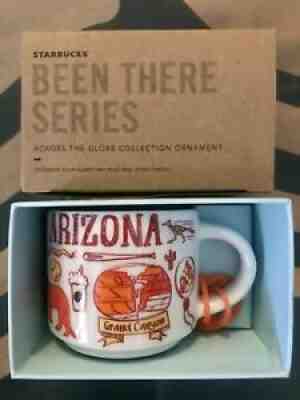 STARBUCKS
BEEN THERE
SERIES
ACROSS THE GLOBE COLLECTION ORNAMENT
ARIZONA
Grand Canyon